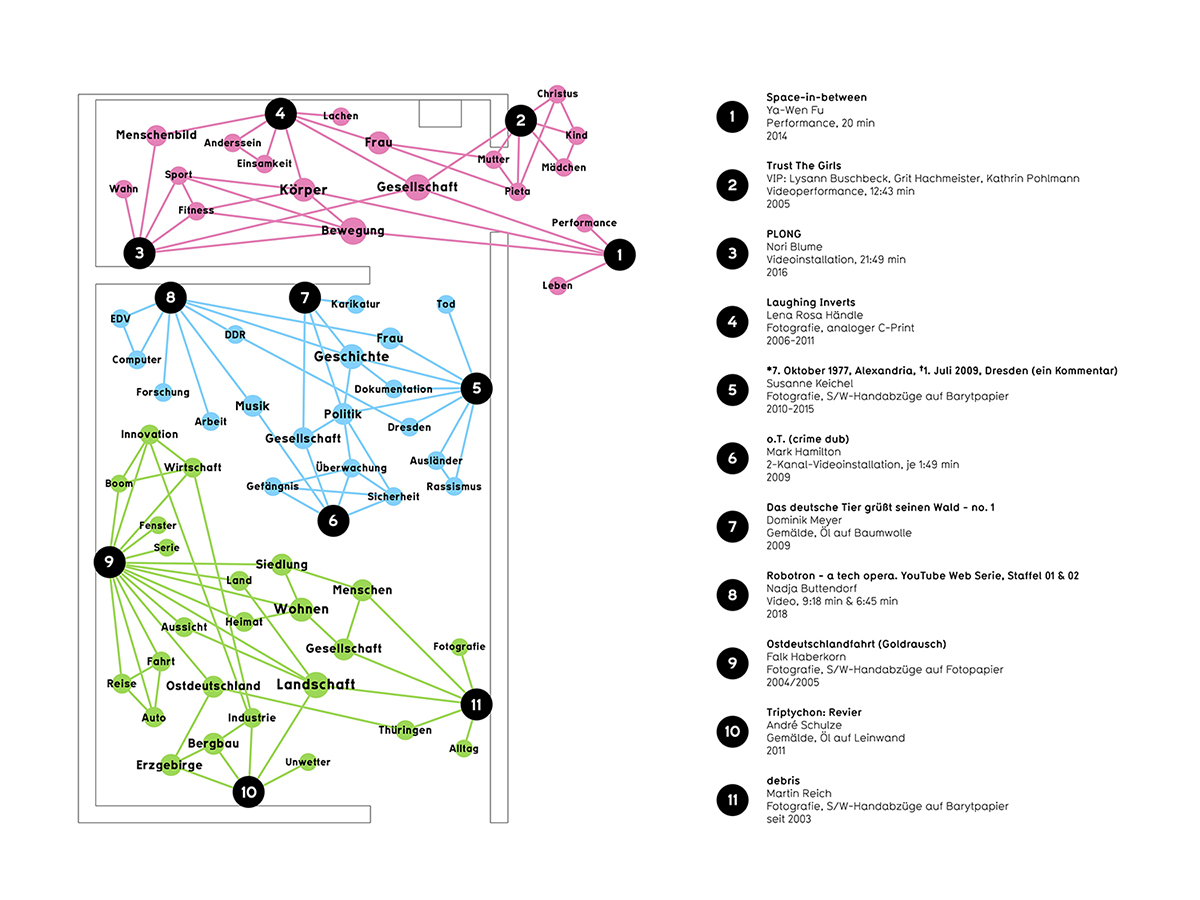 Christus
4
Lachen
2
Menschenbild
Anderssein
Frau
Kind
Einsamkeit
Mutter
Mädchen
Sport
Wahn
Körper
Gesellschaft
Pieta
Fitness
Performance
Bewegung
3
1
Leben
8
7
Karikatur
Tod
EDV
DDR
Frau
Computer
Geschichte
Forschung
Dokumentation
5
Musik
Politik
Arbeit
Dresden
Innovation
Gesellschaft
Wirtschaft
Überwachung
Ausländer
Boom
Gefängnis
Sicherheit
Rassismus
6
Fenster
Serie
9
Siedlung
Land
Menschen
Wohnen
Heimat
Aussicht
Gesellschaft
Fotografie
Fahrt
Reise
Ostdeutschland
Landschaft
11
Auto
Industrie
Thüringen
Bergbau
Alltag
Erzgebirge
Unwetter
10
1
Space-in-between
Ya-Wen Fu
Performance, 20 min
2014
2
Trust The Girls
VIP: Lysann Buschbeck, Grit Hachmeister, Kathrin Pohlmann
Videoperformance, 12:43 min
2005
3
PLONG
Nori Blume
Videoinstallation, 21:49 min
2016
4
Laughing Inverts
Lena Rosa Händle
Fotografie, analoger C-Print
2006-2011
5
*7. Oktober 1977, Alexandria, †1. Juli 2009, Dresden (ein Kommentar)
Susanne Keichel
Fotografie, S/W-Handabzüge auf Barytpapier
2010-2015
6
o.T. (crime dub)
Mark Hamilton
2-Kanal-Videoinstallation, je 1:49 min
2009
7
Das deutsche Tier grüßt seinen Wald - no. 1
Dominik Meyer
Gemälde, Öl auf Baumwolle
2009
8
Robotron - a tech opera. YouTube Web Serie, Staffel 01 & 02
Nadja Buttendorf
Video, 9:18 min & 6:45 min
2018
9
Ostdeutschlandfahrt (Goldrausch)
Falk Haberkorn
Fotografie, S/W-Handabzüge auf Fotopapier
2004/2005
10
Triptychon: Revier
André Schulze
Gemälde, Öl auf Leinwand
2011
11
debris
Martin Reich
Fotografie, S/W-Handabzüge auf Barytpapier
seit 2003